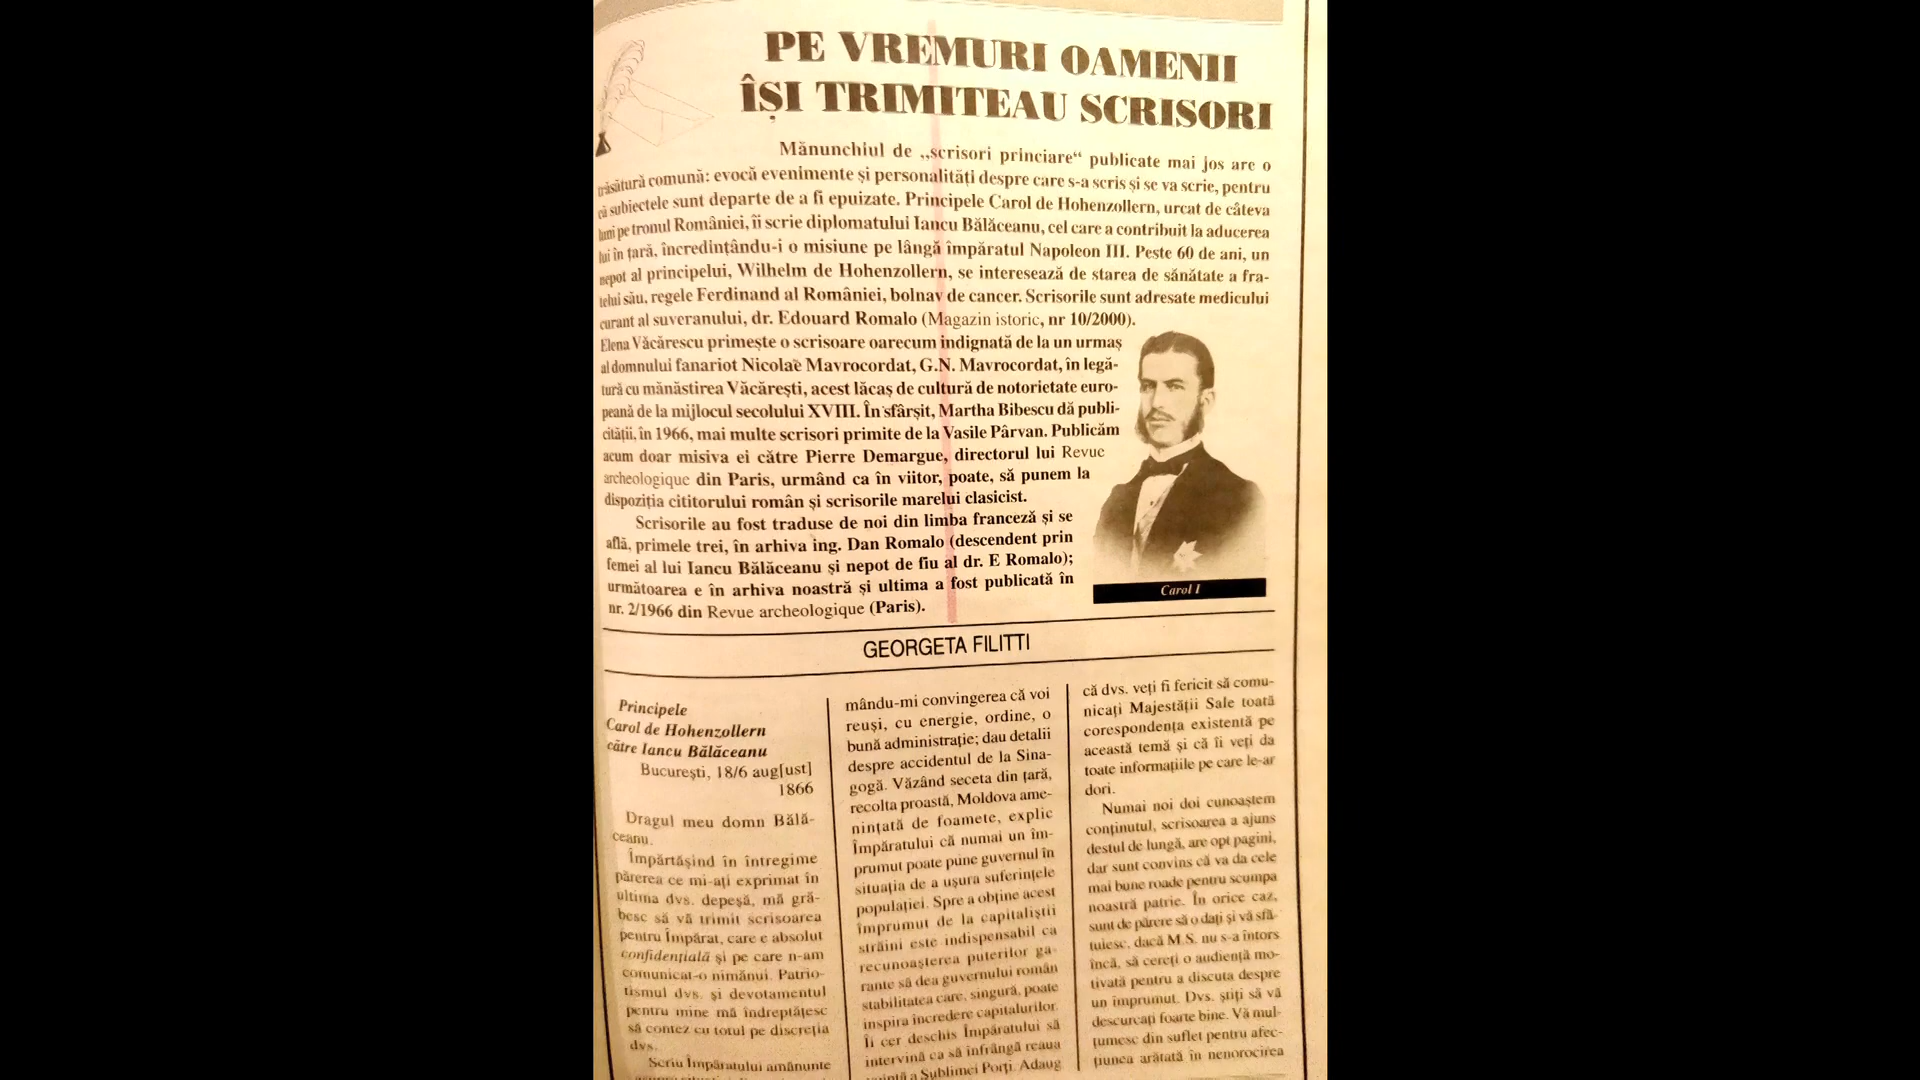 PE VREMURI OAMENII
ÎȘI TRIMITEAU SCRISORI
Mănunchiul de „scrisori princiare“ publicate mai jos are o
trăsătură comună: evocă evenimente și personalități despre care s-a scris și se va scrie, pentru
că subiectele sunt departe de a fi epuizate. Principele Carol de Hohenzollern, urcat de câteva
luni pe tronul României, îi scrie diplomatului Iancu Bălăceanu, cel care a contribuit la aducerea
lui în țară, încredințându-i o misiune pe lângă împăratul Napoleon III. Peste 60 de ani, un
nepot al principelui, Wilhelm de Hohenzollern, se interesează de starea de sănătate a fra-
telui său, regele Ferdinand al României, bolnav de cancer. Scrisorile sunt adresate medicului
curant al suveranului, dr. Edouard Romalo (Magazin istoric, nr 10/2000).
Elena Văcărescu primește o scrisoare oarecum indignată de la un urmaș
al domnului fanariot Nicolae Mavrocordat, G.N. Mavrocordat, în legă-
tură cu mănăstirea Văcărești, acest lăcaș de cultură de notorietate euro-
peană de la mijlocul secolului XVIII. În sfârșit, Martha Bibescu dă publi-
cității, în 1966, mai multe scrisori primite de la Vasile Pârvan. Publicăm
acum doar misiva ei către Pierre Demargue, directorul lui Revue
archeologique din Paris, urmând ca în viitor, poate, să punem la
dispoziția cititorului român și scrisorile marelui clasicist.
Scrisorile au fost traduse de noi din limba franceză și se
află, primele trei, în arhiva ing. Dan Romalo (descendent prin
femei al lui Iancu Bălăceanu și nepot de fiu al dr. E Romalo);
următoarea e în arhiva noastră și ultima a fost publicată în
nr. 2/1966 din Revue archeologique (Paris).
Carol I
GEORGETA FILITTI
Principele
Carol de Hohenzollern
către Iancu Bălăceanu
București, 18/6 aug[ust]
1866
Dragul meu domn Bălă-
ceanu.
Împărtășind în întregime
părerea ce mi-ați exprimat în
ultima dvs. depeșă, mă gră-
besc să vă trimit scrisoarea
pentru Împărat, care e absolut
confidențială și pe care n-am
comunicat-o nimănui. Patrio-
tismul dvs. și devotamentul
pentru mine mă îndreptățesc
să contez cu totul pe discreția
dvs.
Scriu Împăratului amănunte
mându-mi convingerea că voi
reuși, cu energie, ordine, o
bună administrație; dau detalii
despre accidentul de la Sina-
gogă. Văzând seceta din țară,
recolta proastă, Moldova ame-
nințată de foamete, explic
Împăratului că numai un îm-
prumut poate pune guvernul în
situația de a ușura suferințele
populației. Spre a obține acest
împrumut de la capitaliștii
străini este indispensabil ca
recunoașterea puterilor ga-
rante să dea guvernului român
stabilitatea care, singură, poate
inspira încredere capitalurilor.
Îi cer deschis Împăratului să
intervină ca să înfrângă reaua
a Sublimei Porți. Adaug
că dvs. veți fi fericit să comu-
nicați Majestății Sale toată
corespondența existentă pe
această temă și că îi veți da
toate informațiile pe care le-ar
dori.
Numai noi doi cunoaștem
conținutul, scrisoarea a ajuns
destul de lungă, are opt pagini,
dar sunt convins că va da cele
mai bune roade pentru scumpa
noastră patrie. În orice caz,
sunt de părere să o dați și vă sfă-
tuiesc, dacă M.S. nu s-a întors
încă, să cereți o audiență mo-
tivată pentru a discuta despre
un împrumut. Dvs. știți să vă
descurcați foarte bine. Vă mul-
țumesc din suflet pentru afec-
țiunea arătată în nenorocirea